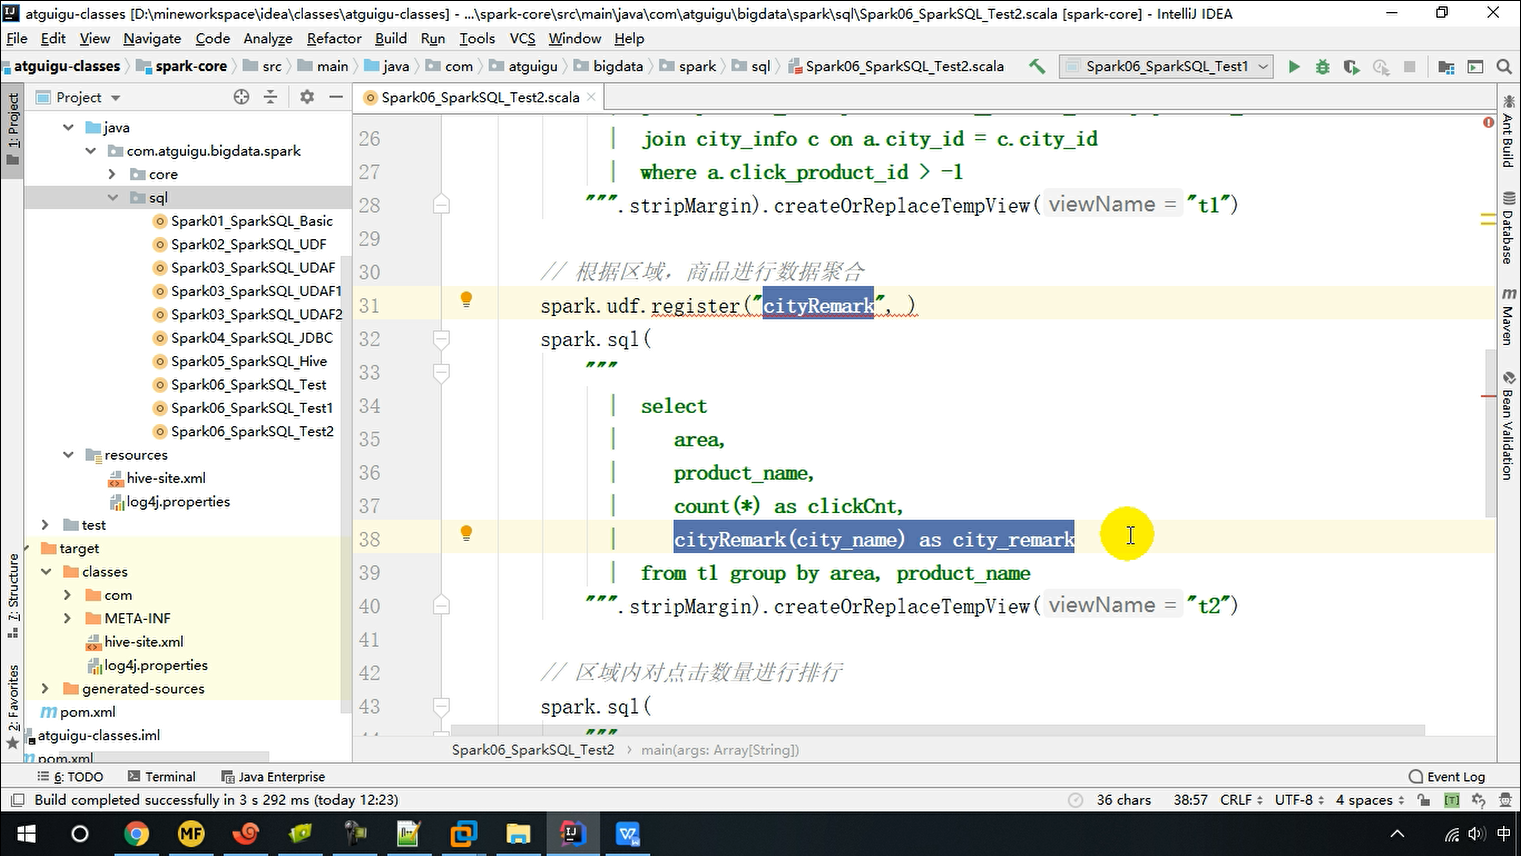 atguigu-classes [D:\mineworkspace\idea\classes\atguigu-classes] - ...\spark-core\src\main\java\com\atguigu\bigdata\spark\sql\Spark06_SparkSQL_Test2.scala [spark-core] - IntelliJ IDEA
File Edit View Navigate Code Analyze Refactor Build Run Tools VCS Window Help
atguigu-classes spark-core src main java com atguigu bigdata spark sql Spark06_SparkSQL_Test2.scala Spark06_SparkSQL_Test1
Project Spark06_SparkSQL_Test2.scala
1: Project
7: Structure
2: Favorites
java
com.atguigu.bigdata.spark
core
sql
Spark01_SparkSQL_Basic
Spark02_SparkSQL_UDF
Spark03_SparkSQL_UDAF
Spark03_SparkSQL_UDAF1
Spark03_SparkSQL_UDAF2
Spark04_SparkSQL_JDBC
Spark05_SparkSQL_Hive
Spark06_SparkSQL_Test
Spark06_SparkSQL_Test1
Spark06_SparkSQL_Test2
resources
hive-site.xml
log4j.properties
test
target
classes
com
META-INF
hive-site.xml
log4j.properties
generated-sources
pom.xml
atguigu-classes.iml
pom.xml
26 | join city_info c on a.city_id = c.city_id
27 | where a.click_product_id > -1
28 """.stripMargin).createOrReplaceTempView( viewName = "t1")
29
30 // 根据区域，商品进行数据聚合
31 spark.udf.register("cityRemark", )
32 spark.sql(
33 """
34 | select
35 | area,
36 | product_name,
37 | count(*) as clickCnt,
38 | cityRemark(city_name) as city_remark
39 | from t1 group by area, product_name
40 """.stripMargin).createOrReplaceTempView( viewName = "t2")
41
42 // 区域内对点击数量进行排行
43 spark.sql(
44 """
Ant Build
Database
Maven
Bean Validation
Spark06_SparkSQL_Test2 › main(args: Array[String])
6: TODO Terminal Java Enterprise Event Log
Build completed successfully in 3 s 292 ms (today 12:23) 36 chars 38:57 CRLF UTF-8 4 spaces
中